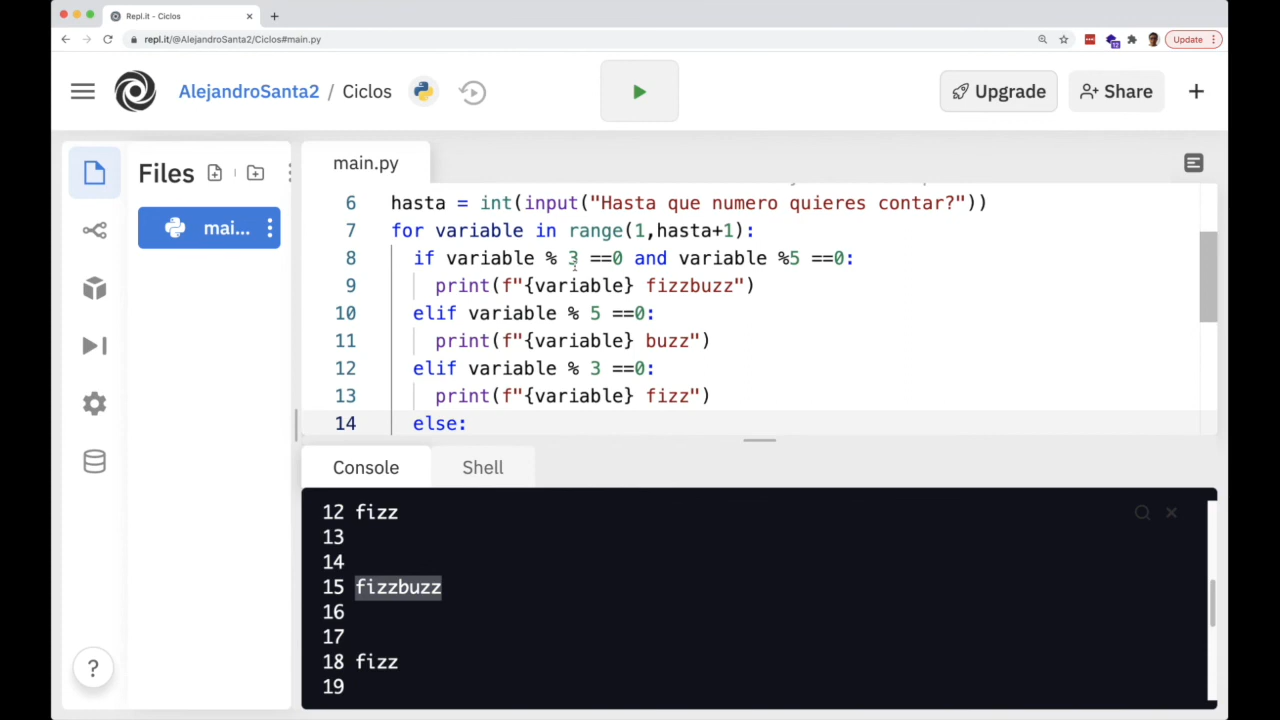 Repl.it - Ciclos
repl.it/@AlejandroSanta2/Ciclos#main.py
12
Update
AlejandroSanta2 / Ciclos
Upgrade
Share
Files
main.py
mai...
6 hasta = int(input("Hasta que numero quieres contar?"))
7 for variable in range(1,hasta+1):
8 if variable % 3 ==0 and variable %5 ==0:
9 print(f"{variable} fizzbuzz")
10 elif variable % 5 ==0:
11 print(f"{variable} buzz")
12 elif variable % 3 ==0:
13 print(f"{variable} fizz")
14 else:
Console
Shell
12 fizz
13
14
15 fizzbuzz
16
17
18 fizz
19
?